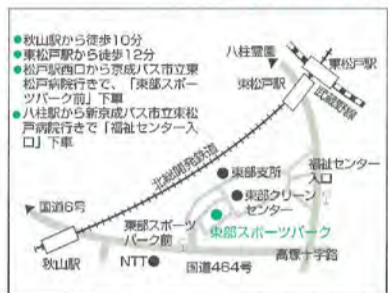 ●秋山駅から徒歩10分
●東松戸駅から徒歩12分
●松戸駅西口から京成バス市立東
松戸病院行きで、「東部スポー
ツパーク前」下車
●八柱駅から新京成バス市立東松
戸病院行きで「福祉センター入
口」下車
八柱霊園
東松戸駅
東松戸駅
武蔵野線
北総開発鉄道
福祉センター
入口
東部支所
東部クリーン
センター
国道6号
東部スポーツ
パーク前
東部スポーツパーク
高塚十字路
秋山駅
NTT
国道464号